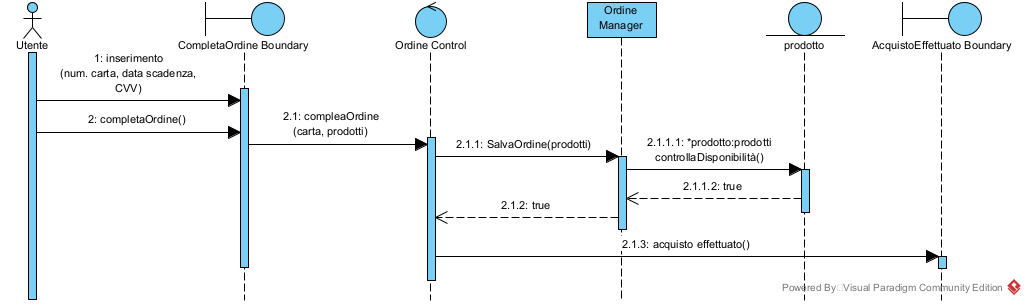 Ordine
Manager
Utente
CompletaOrdine Boundary
Ordine Control
prodotto
AcquistoEffettuato Boundary
1: inserimento
(num. carta, data scadenza,
CVV)
2: completaOrdine()
2.1: compleaOrdine
(carta, prodotti)
2.1.1: SalvaOrdine(prodotti)
2.1.1.1: *prodotto:prodotti
controllaDisponibilità()
2.1.1.2: true
2.1.2: true
2.1.3: acquisto effettuato()
Powered By Visual Paradigm Community Edition